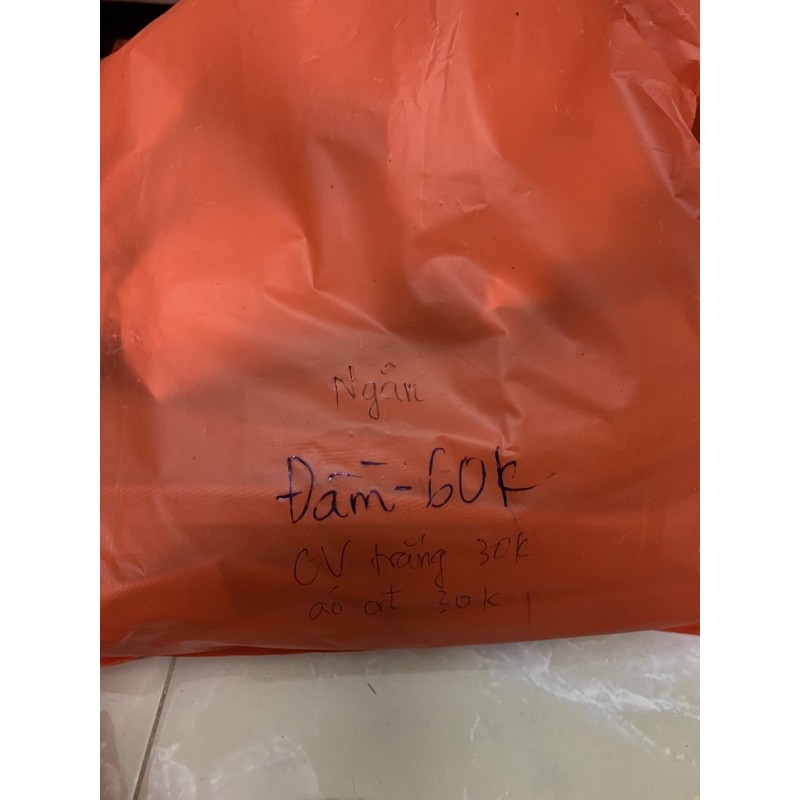 Ngân
Đầm - 60k
CV trắng 30k
áo crt 30k